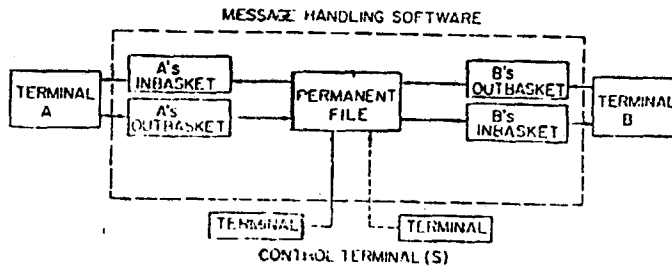 MESSAGE HANDLING SOFTWARE
TERMINAL
A
A's
INBASKET
A's
OUTBASKET
PERMANENT
FILE
B's
OUTBASKET
B's
INBASKET
TERMINAL
B
TERMINAL
TERMINAL
CONTROL TERMINAL (S)